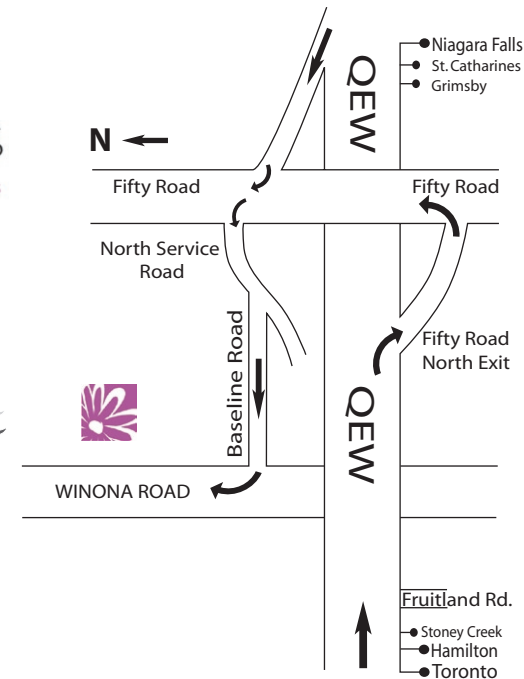 QEW
Niagara Falls
St. Catharines
Grimsby
N
Fifty Road
Fifty Road
North Service
Road
Fifty Road
North Exit
Baseline Road
QEW
WINONA ROAD
Fruitland Rd.
Stoney Creek
Hamilton
Toronto